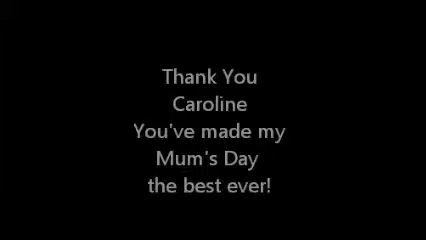 Thank You
Caroline
You've made my
Mum's Day
the best ever!